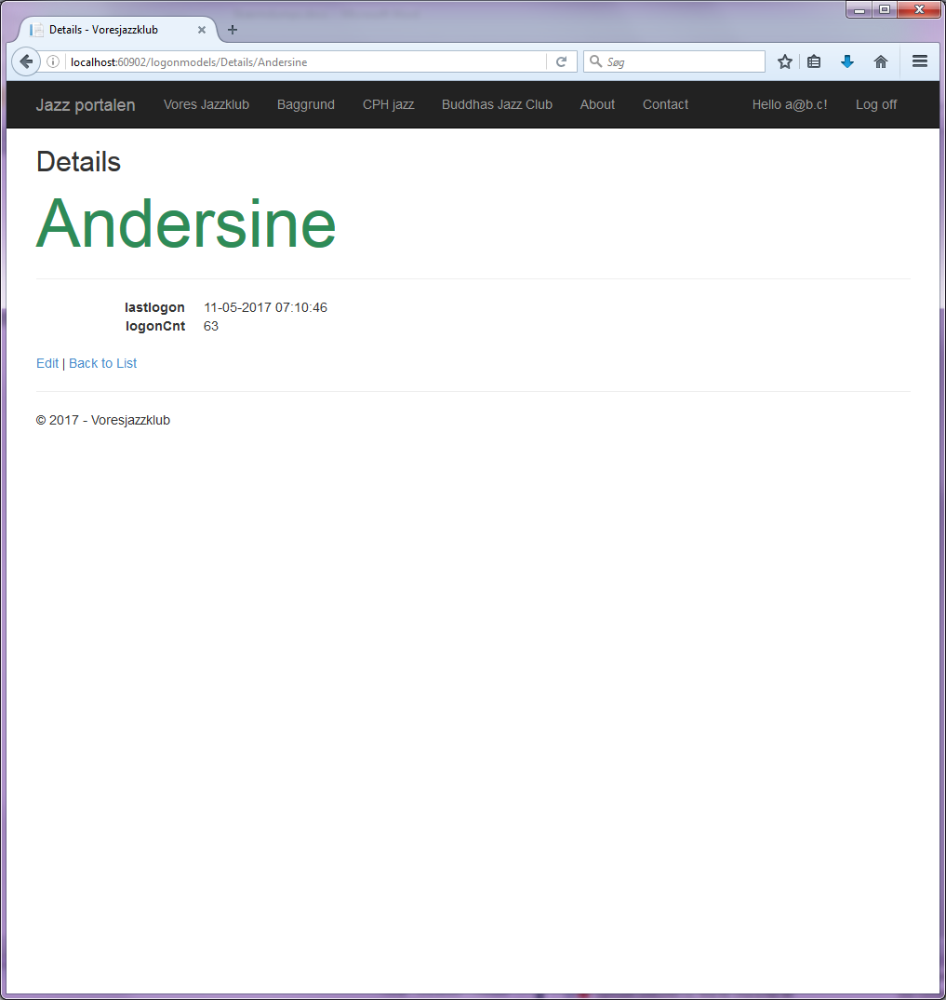 Details - Voresjazzklub
localhost:60902/logonmodels/Details/Andersine
Søg
Jazz portalen Vores Jazzklub Baggrund CPH jazz Buddhas Jazz Club About Contact Hello a@b.c! Log off
Details
Andersine
lastlogon 11-05-2017 07:10:46
logonCnt 63
Edit | Back to List
© 2017 - Voresjazzklub